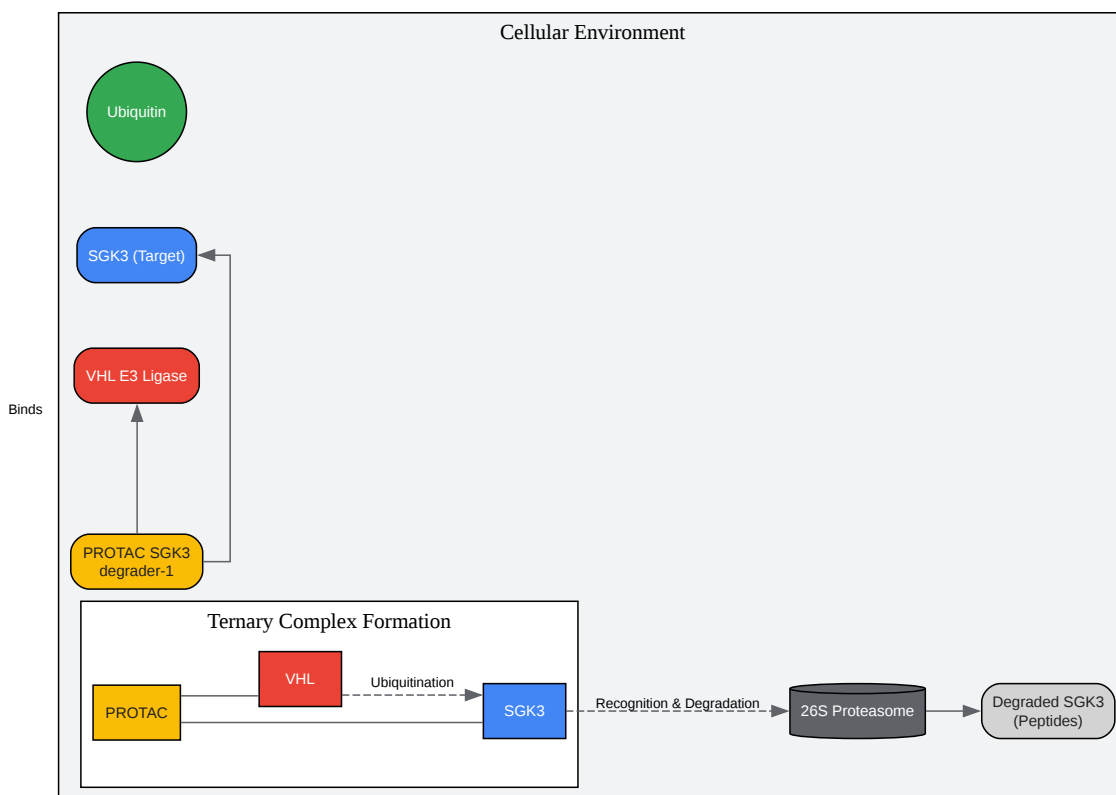 Cellular Environment
Ubiquitin
SGK3 (Target)
VHL E3 Ligase
Binds
PROTAC SGK3
degrader-1
Ternary Complex Formation
VHL
Ubiquitination
PROTAC
SGK3
Recognition & Degradation
26S Proteasome
Degraded SGK3
(Peptides)